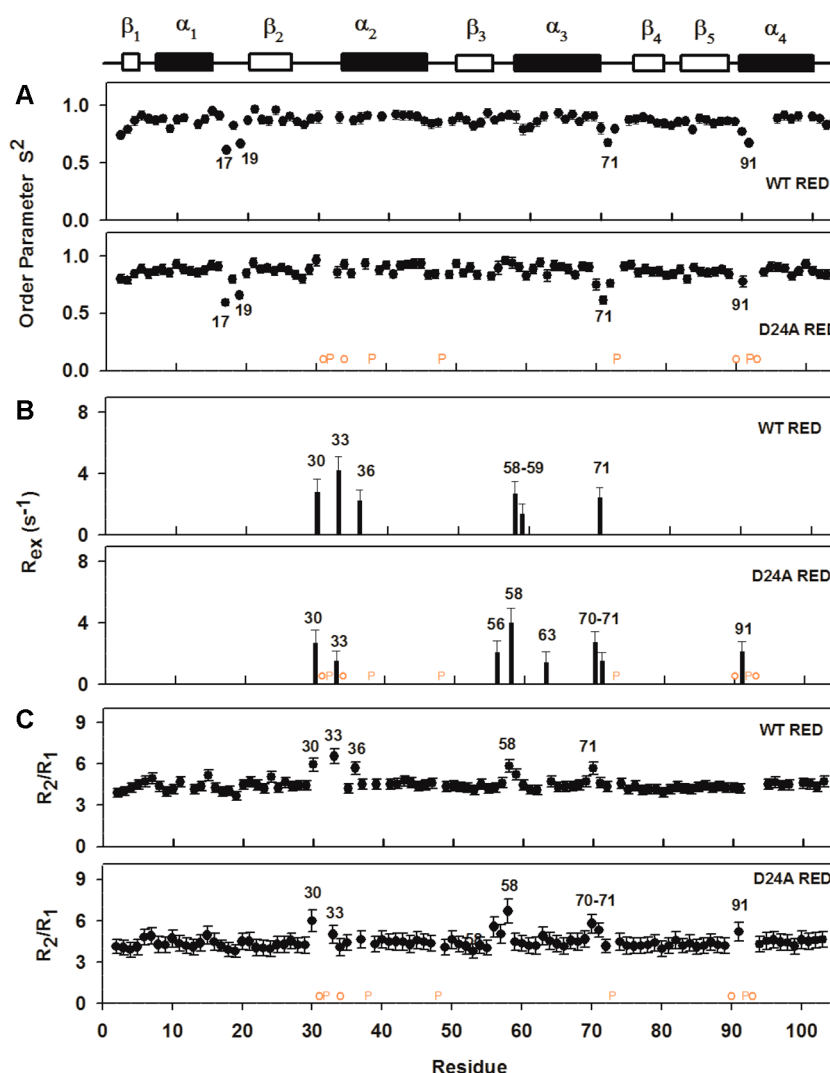 β1 α1 β2 α2 β3 α3 β4 β5 α4
A
Order Parameter S2
1.0
0.5
0.0
17 19 71 91
WT RED
1.0
0.5
0.0
17 19 71 91
D24A RED
O P O P P P O P O
B
Rex (s-1)
8
4
0
30 33 36 58-59 71
WT RED
8
4
0
30 33 56 58 63 70-71 91
D24A RED
O P O P P P O P O
C
R2/R1
9
6
3
0
30 33 36 58 71
WT RED
R2/R1
9
6
3
0
30 33 58 58 70-71 91
D24A RED
O P O P P P O P O
0 10 20 30 40 50 60 70 80 90 100
Residue